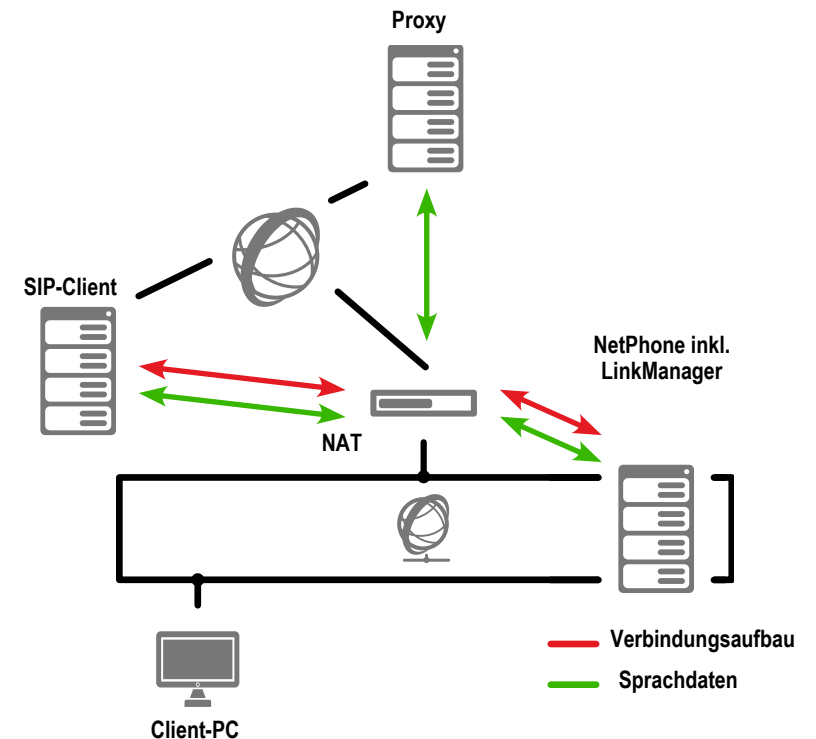 Proxy
SIP-Client
NetPhone inkl.
LinkManager
NAT
Verbindungsaufbau
Sprachdaten
Client-PC